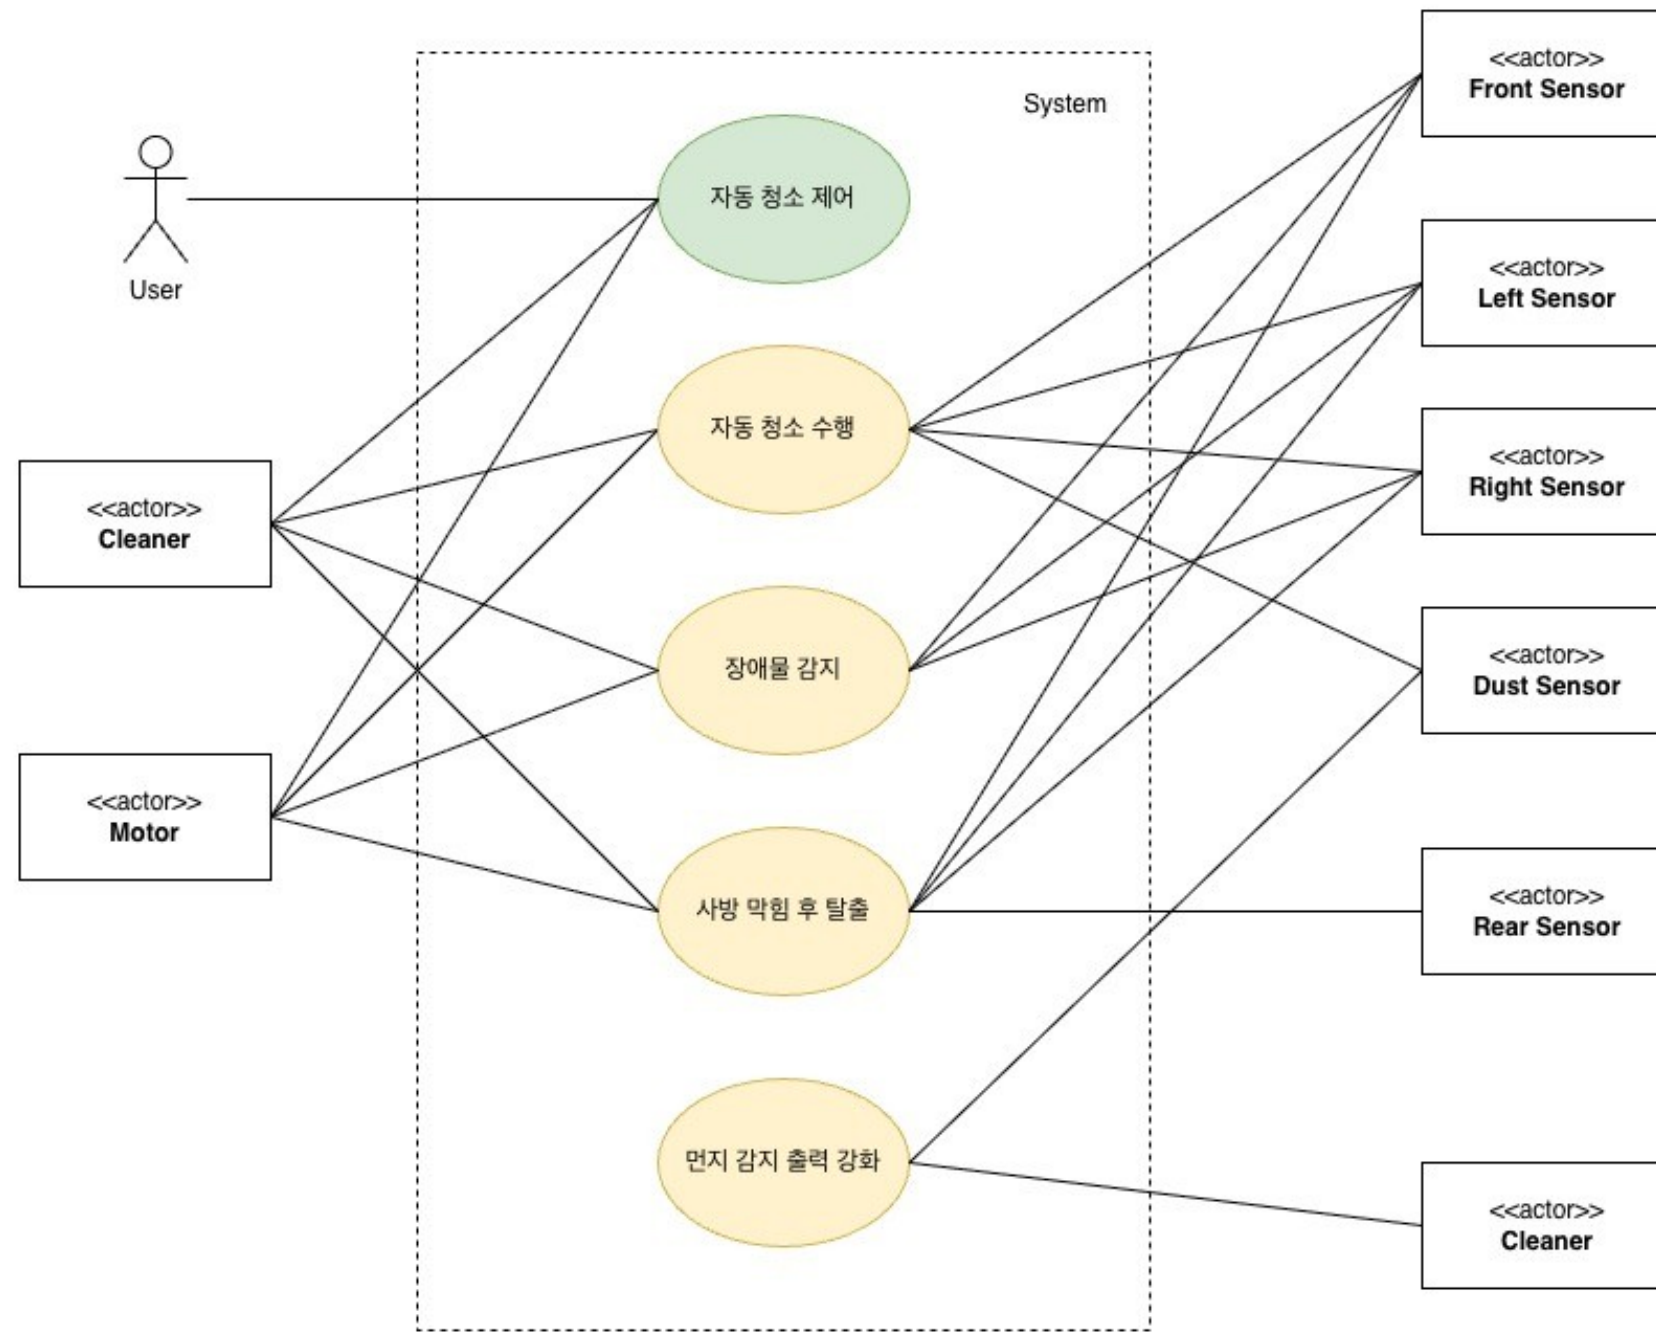 System
User
<<actor>>
Cleaner
<<actor>>
Motor
자동 청소 제어
자동 청소 수행
장애물 감지
사방 막힘 후 탈출
먼지 감지 출력 강화
<<actor>>
Front Sensor
<<actor>>
Left Sensor
<<actor>>
Right Sensor
<<actor>>
Dust Sensor
<<actor>>
Rear Sensor
<<actor>>
Cleaner